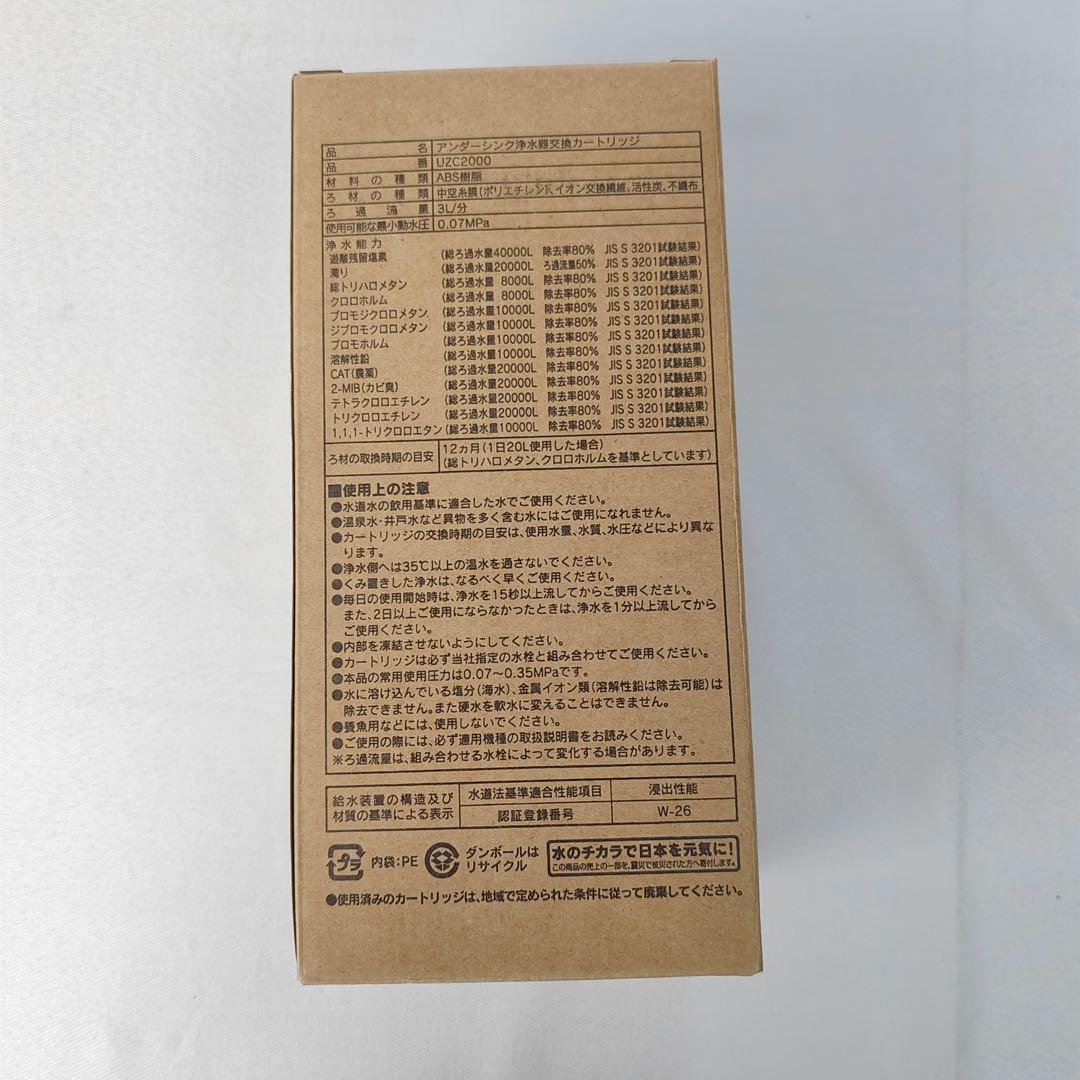 品名 アンダーシンク浄水器交換カートリッジ
品番 UZC2000
材料の種類 ABS樹脂
ろ材の種類 中空糸膜(ポリエチレン)、イオン交換繊維、活性炭、不織布
ろ過流量 3L/分
使用可能な最小動水圧 0.07MPa
浄水能力
遊離残留塩素 (総ろ過水量40000L 除去率80% JIS S 3201試験結果)
濁り (総ろ過水量20000L ろ過流量50% JIS S 3201試験結果)
総トリハロメタン (総ろ過水量 8000L 除去率80% JIS S 3201試験結果)
クロロホルム (総ろ過水量 8000L 除去率80% JIS S 3201試験結果)
ブロモジクロロメタン (総ろ過水量10000L 除去率80% JIS S 3201試験結果)
ジブロモクロロメタン (総ろ過水量10000L 除去率80% JIS S 3201試験結果)
ブロモホルム (総ろ過水量10000L 除去率80% JIS S 3201試験結果)
溶解性鉛 (総ろ過水量10000L 除去率80% JIS S 3201試験結果)
CAT(農薬) (総ろ過水量20000L 除去率80% JIS S 3201試験結果)
2-MIB(カビ臭) (総ろ過水量20000L 除去率80% JIS S 3201試験結果)
テトラクロロエチレン (総ろ過水量20000L 除去率80% JIS S 3201試験結果)
トリクロロエチレン (総ろ過水量20000L 除去率80% JIS S 3201試験結果)
1,1,1-トリクロロエタン (総ろ過水量10000L 除去率80% JIS S 3201試験結果)
ろ材の取換時期の目安 12ヵ月(1日20L使用した場合)
(総トリハロメタン、クロロホルムを基準としています)
■使用上の注意
●水道水の飲用基準に適合した水でご使用ください。
●温泉水・井戸水など異物を多く含む水にはご使用になれません。
●カートリッジの交換時期の目安は、使用水量、水質、水圧などにより異な
ります。
●浄水側へは35℃以上の温水を通さないでください。
●くみ置きした浄水は、なるべく早くご使用ください。
●毎日の使用開始時は、浄水を15秒以上流してからご使用ください。
また、2日以上ご使用にならなかったときは、浄水を1分以上流してから
ご使用ください。
●内部を凍結させないようにしてください。
●カートリッジは必ず当社指定の水栓と組み合わせてご使用ください。
●本品の常用使用圧力は0.07〜0.35MPaです。
●水に溶け込んでいる塩分(海水)、金属イオン類(溶解性鉛は除去可能)は
除去できません。また硬水を軟水に変えることはできません。
●養魚用などには、使用しないでください。
●ご使用の際には、必ず適用機種の取扱説明書をお読みください。
※ろ過流量は、組み合わせる水栓によって変化する場合があります。
給水装置の構造及び
材質の基準による表示
水道法基準適合性能項目 浸出性能
認証登録番号 W-26
プラ 内袋:PE ダンボールは
リサイクル
水のチカラで日本を元気に!
この商品の売上の一部を、震災で被災された方へ寄付します。
●使用済みのカートリッジは、地域で定められた条件に従って廃棄してください。